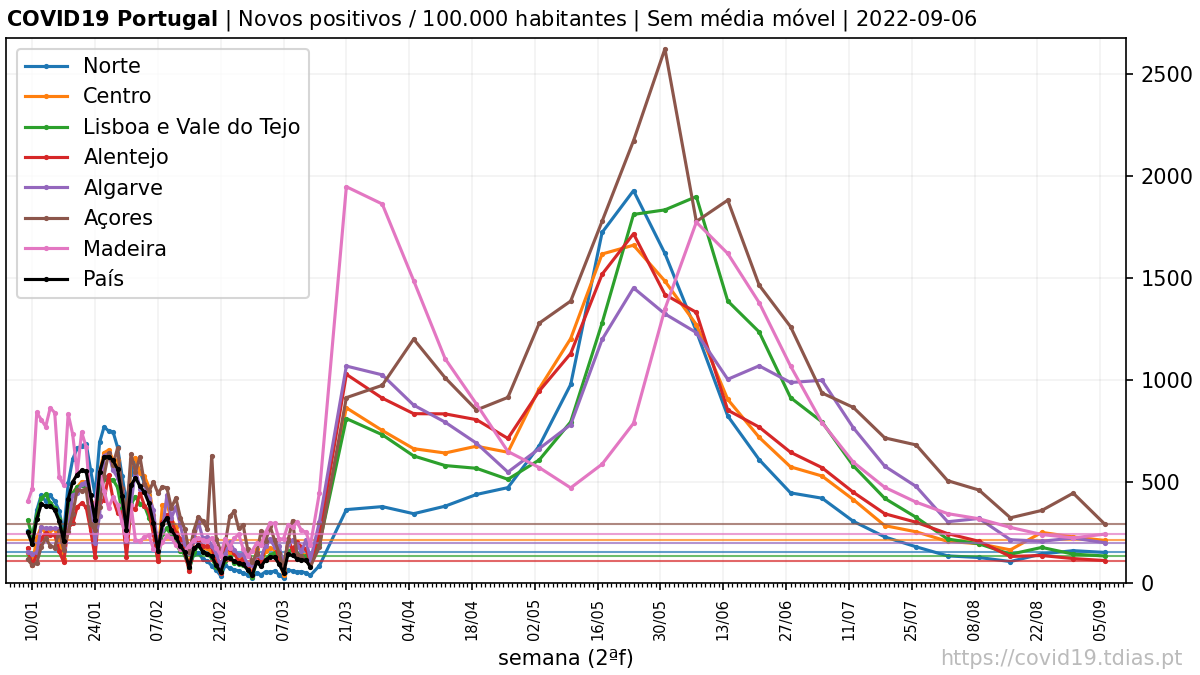 COVID19 Portugal | Novos positivos / 100.000 habitantes | Sem média móvel | 2022-09-06
Norte
Centro
Lisboa e Vale do Tejo
Alentejo
Algarve
Açores
Madeira
País
2500
2000
1500
1000
500
0
10/01 24/01 07/02 21/02 07/03 21/03 04/04 18/04 02/05 16/05 30/05 13/06 27/06 11/07 25/07 08/08 22/08 05/09
semana (2ªf)
https://covid19.tdias.pt